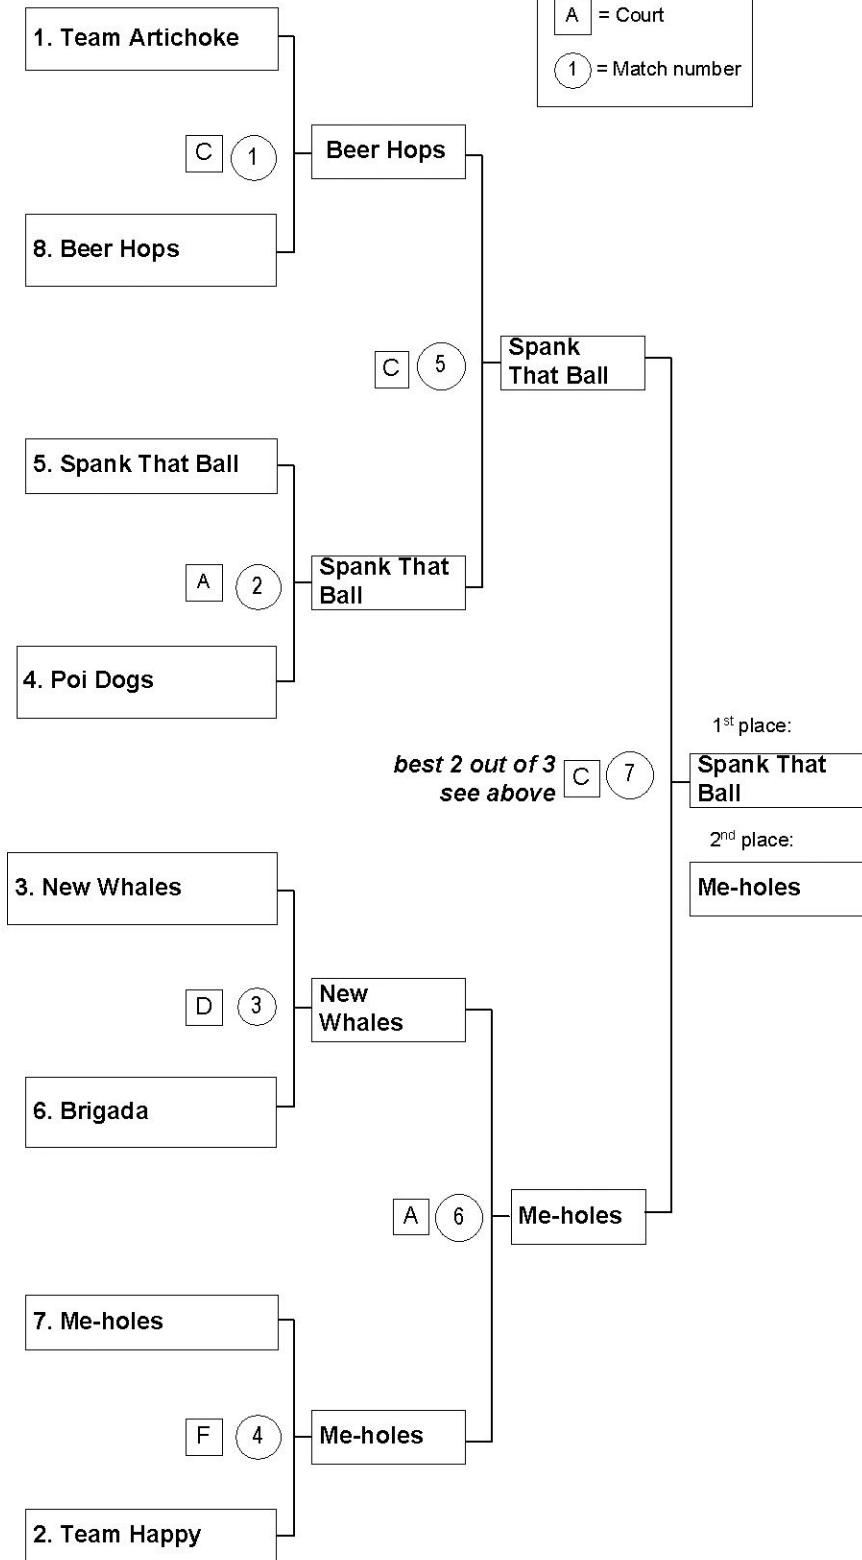 A = Court
1 = Match number
1. Team Artichoke
C 1
Beer Hops
8. Beer Hops
C 5
Spank
That Ball
5. Spank That Ball
A 2
Spank That
Ball
4. Poi Dogs
best 2 out of 3
see above
C 7
1st place:
Spank That
Ball
2nd place:
Me-holes
3. New Whales
D 3
New
Whales
6. Brigada
A 6
Me-holes
7. Me-holes
F 4
Me-holes
2. Team Happy